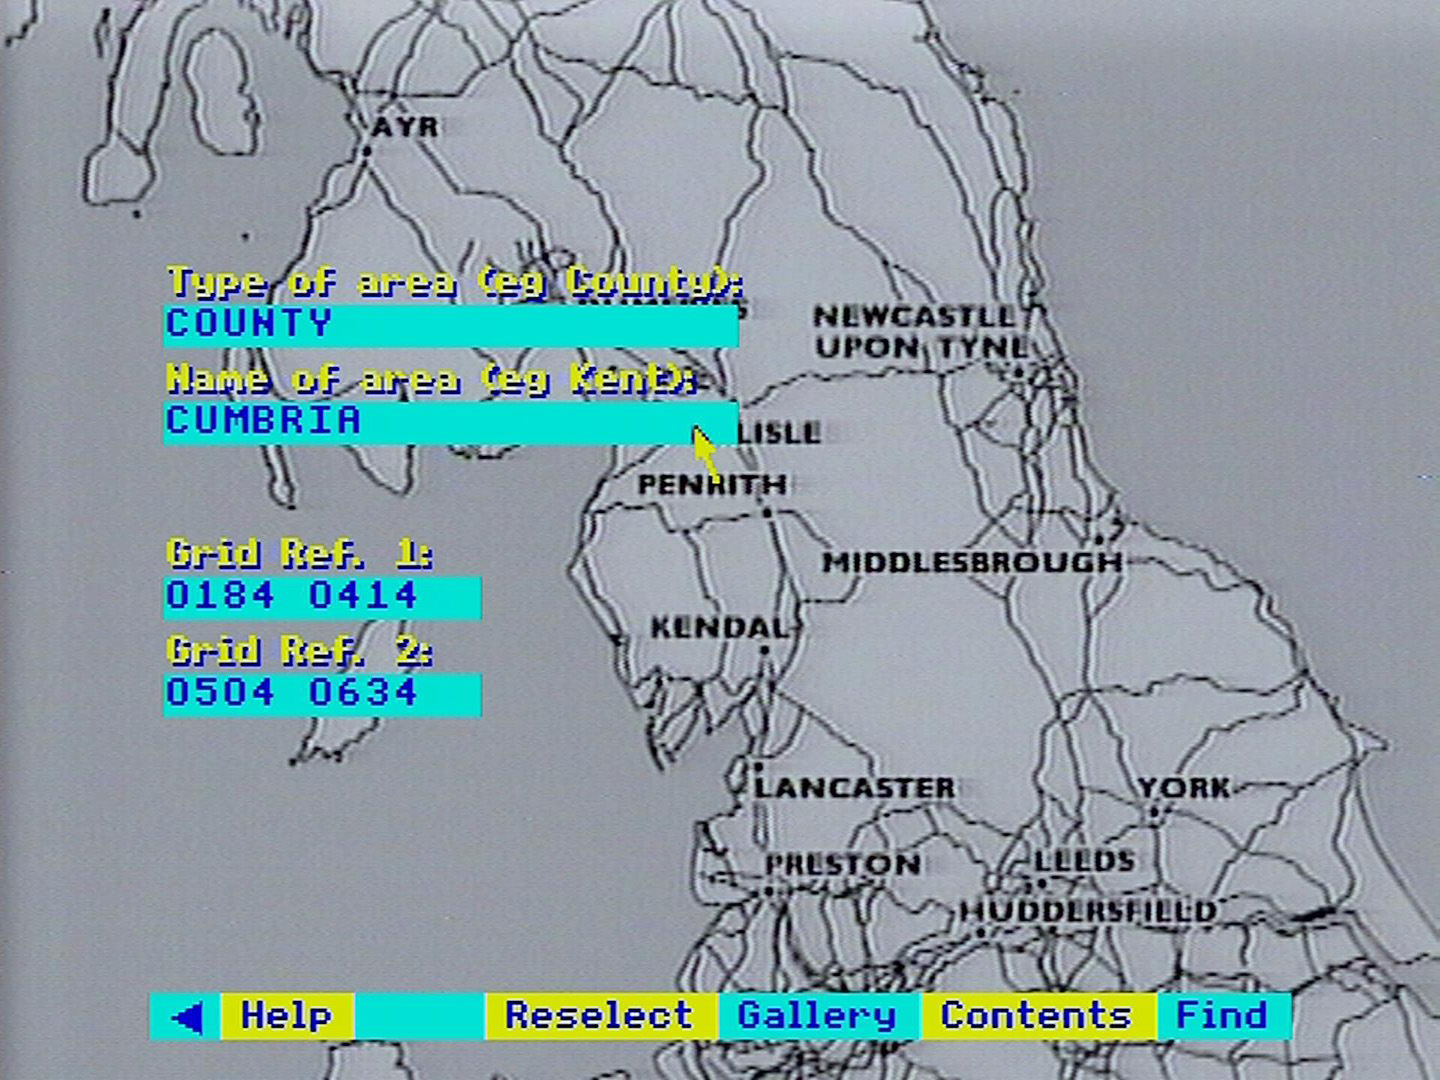 AYR
Type of area (eg County):
COUNTY
NEWCASTLE
UPON TYNE
Name of area (eg Kent):
CUMBRIA
LISLE
PENRITH
Grid Ref. 1:
0184 0414
MIDDLESBROUGH
KENDAL
Grid Ref. 2:
0504 0634
LANCASTER
YORK
PRESTON
LEEDS
HUDDERSFIELD
Help Reselect Gallery Contents Find